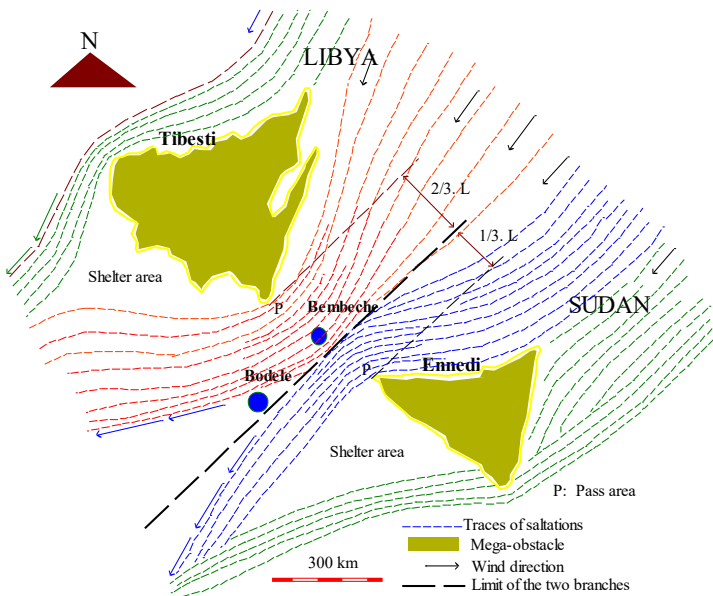 N
LIBYA
Tibesti
2/3. L
1/3. L
Shelter area
SUDAN
P
Bembeche
P
Ennedi
Bodele
Shelter area
P: Pass area
Traces of saltations
Mega-obstacle
300 km
Wind direction
Limit of the two branches